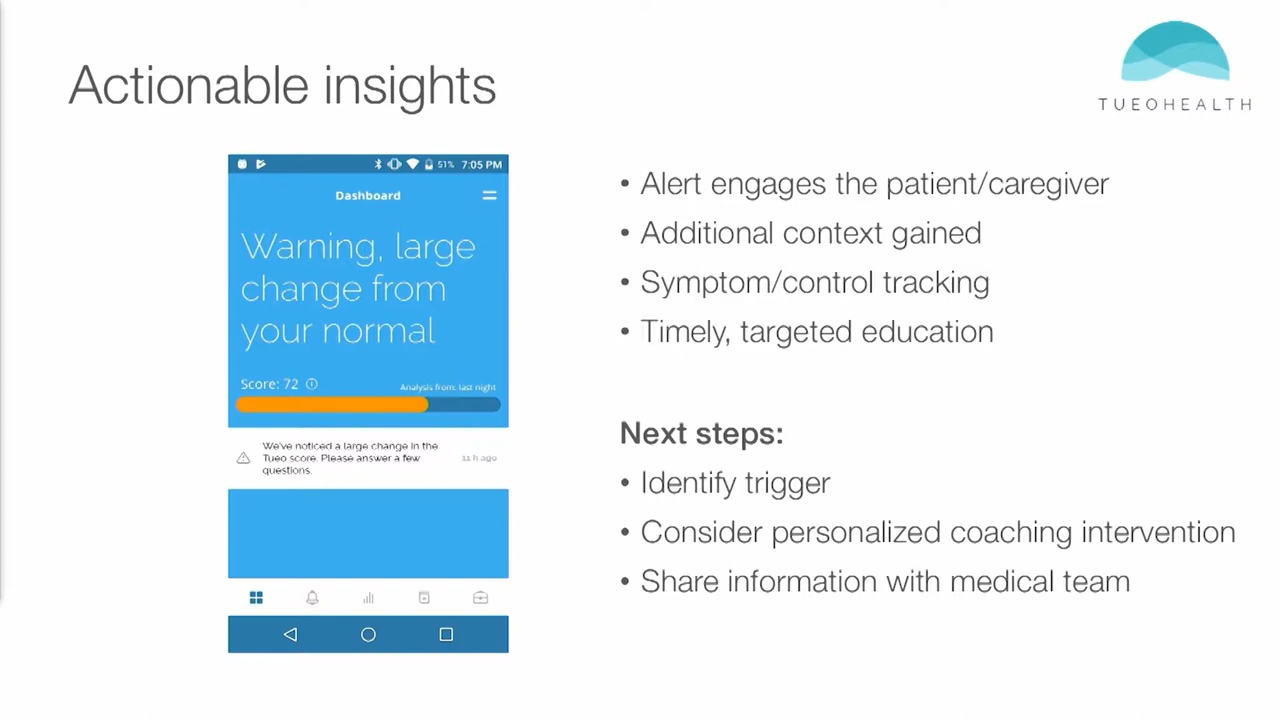 Actionable insights
TUEOHEALTH
51% 7:05 PM
Dashboard
Warning, large
change from
your normal
Score: 72
Analysis from: last night
We've noticed a large change in the
Tueo score. Please answer a few
questions.
11 h ago
• Alert engages the patient/caregiver
• Additional context gained
• Symptom/control tracking
• Timely, targeted education
Next steps:
• Identify trigger
• Consider personalized coaching intervention
• Share information with medical team